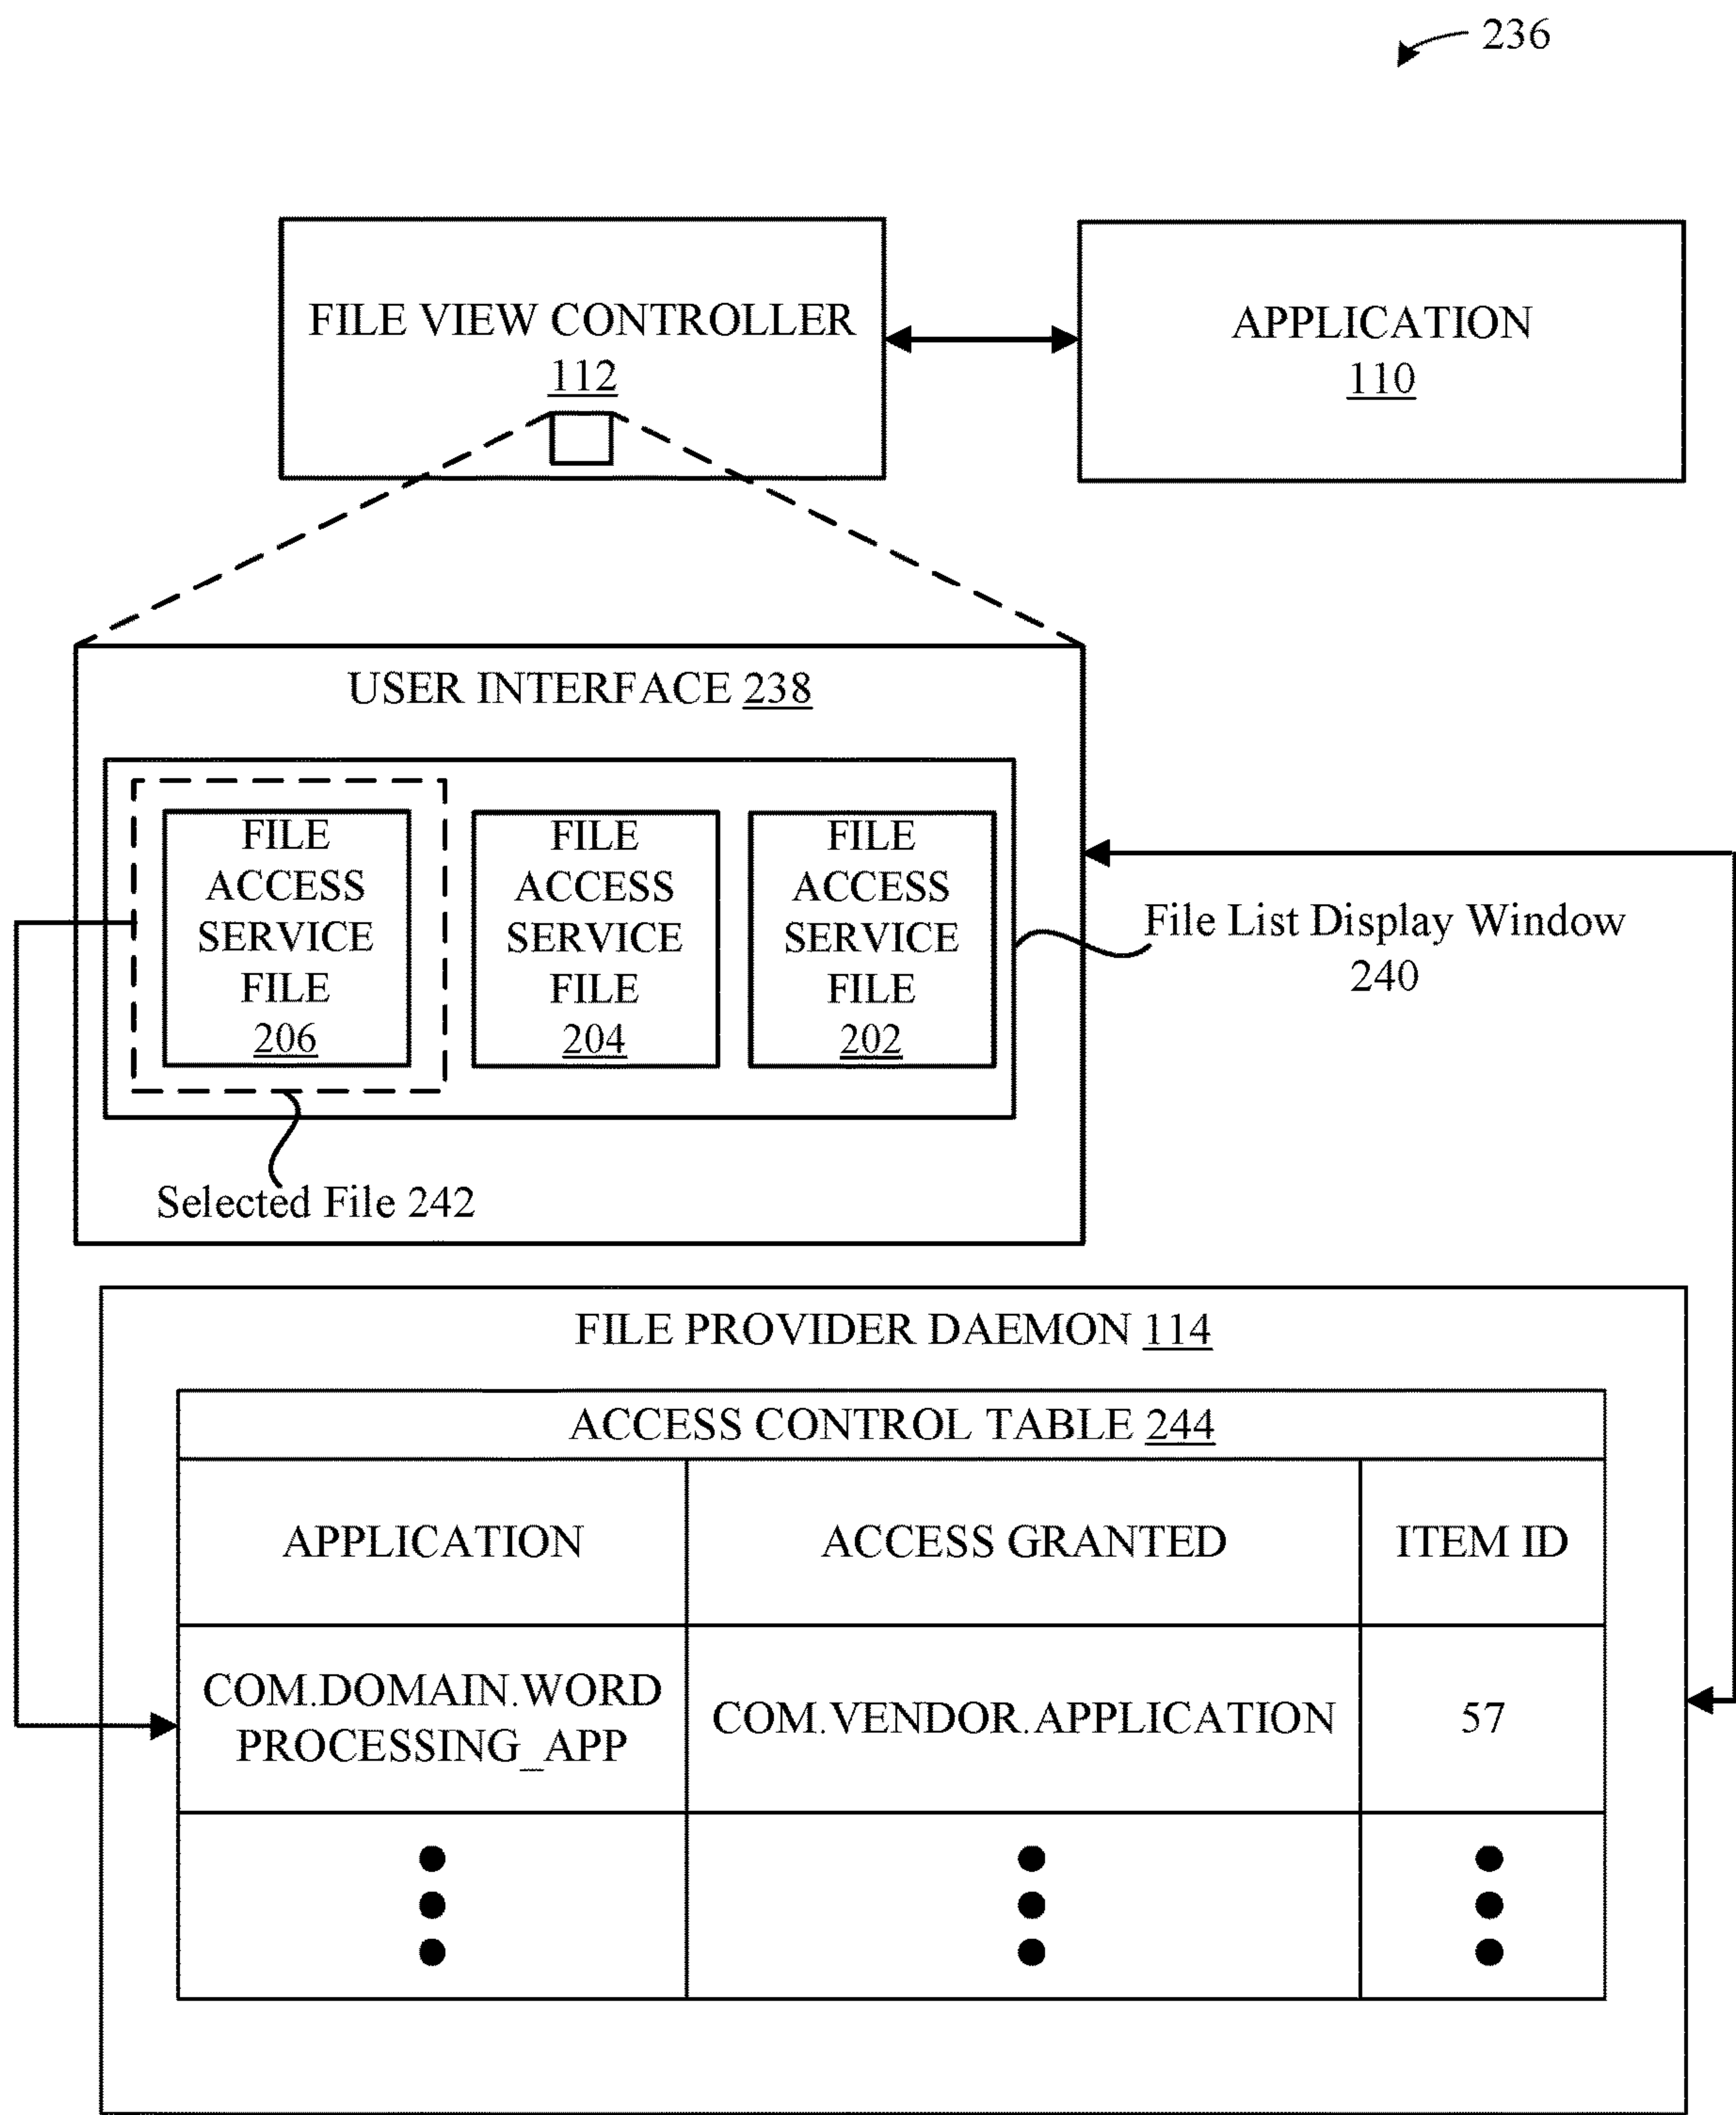 236
FILE VIEW CONTROLLER
112
APPLICATION
110
USER INTERFACE 238
FILE
ACCESS
SERVICE
FILE
206
FILE
ACCESS
SERVICE
FILE
204
FILE
ACCESS
SERVICE
FILE
202
File List Display Window
240
Selected File 242
FILE PROVIDER DAEMON 114
ACCESS CONTROL TABLE 244
APPLICATION
ACCESS GRANTED
ITEM ID
COM.DOMAIN.WORD
PROCESSING_APP
COM.VENDOR.APPLICATION
57